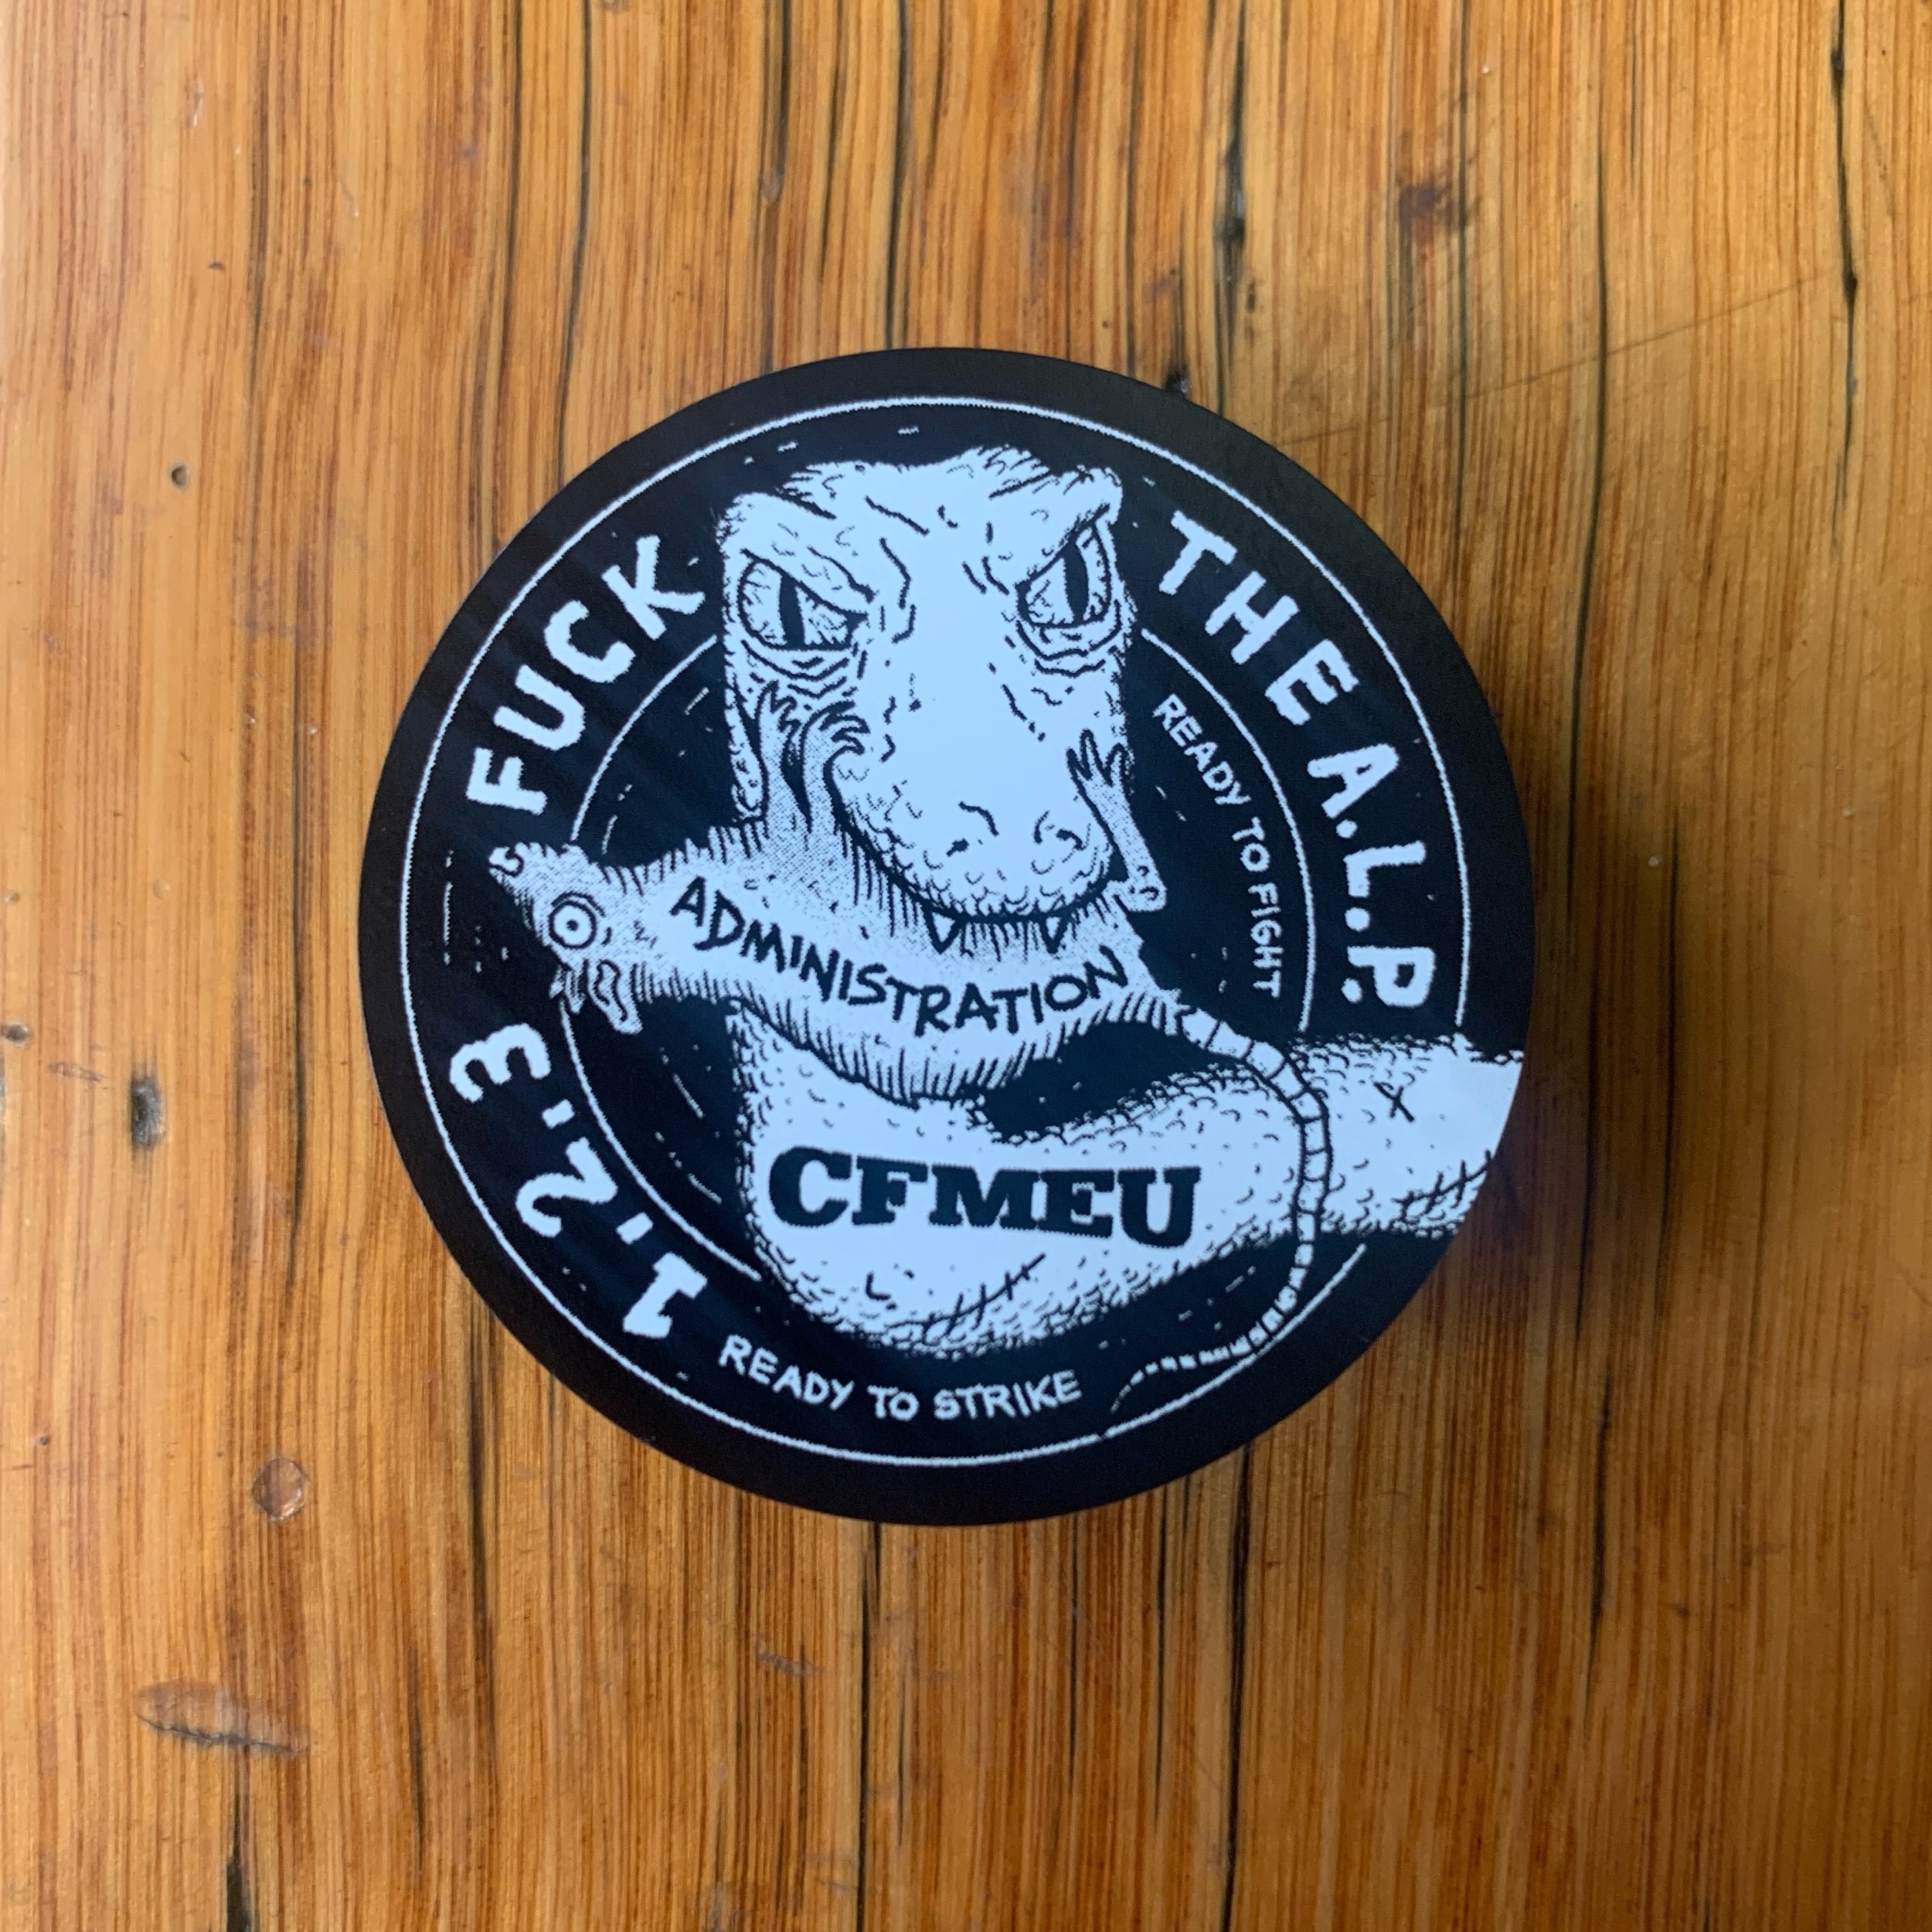 1.2.3 FUCK THE A.L.P.
READY TO FIGHT
ADMINISTRATION
CFMEU
READY TO STRIKE